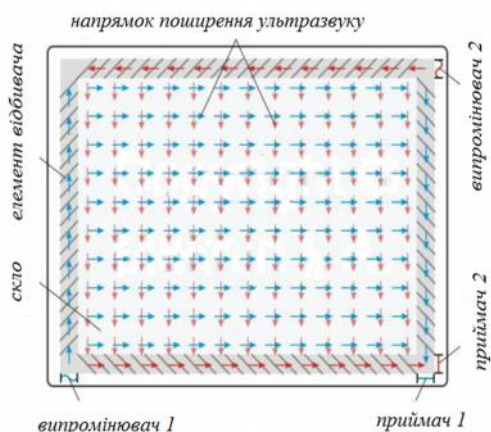 напрямок поширення ультразвуку
елемент відбивача
скло
випромінювач 2
приймач 2
випромінювач 1
приймач 1